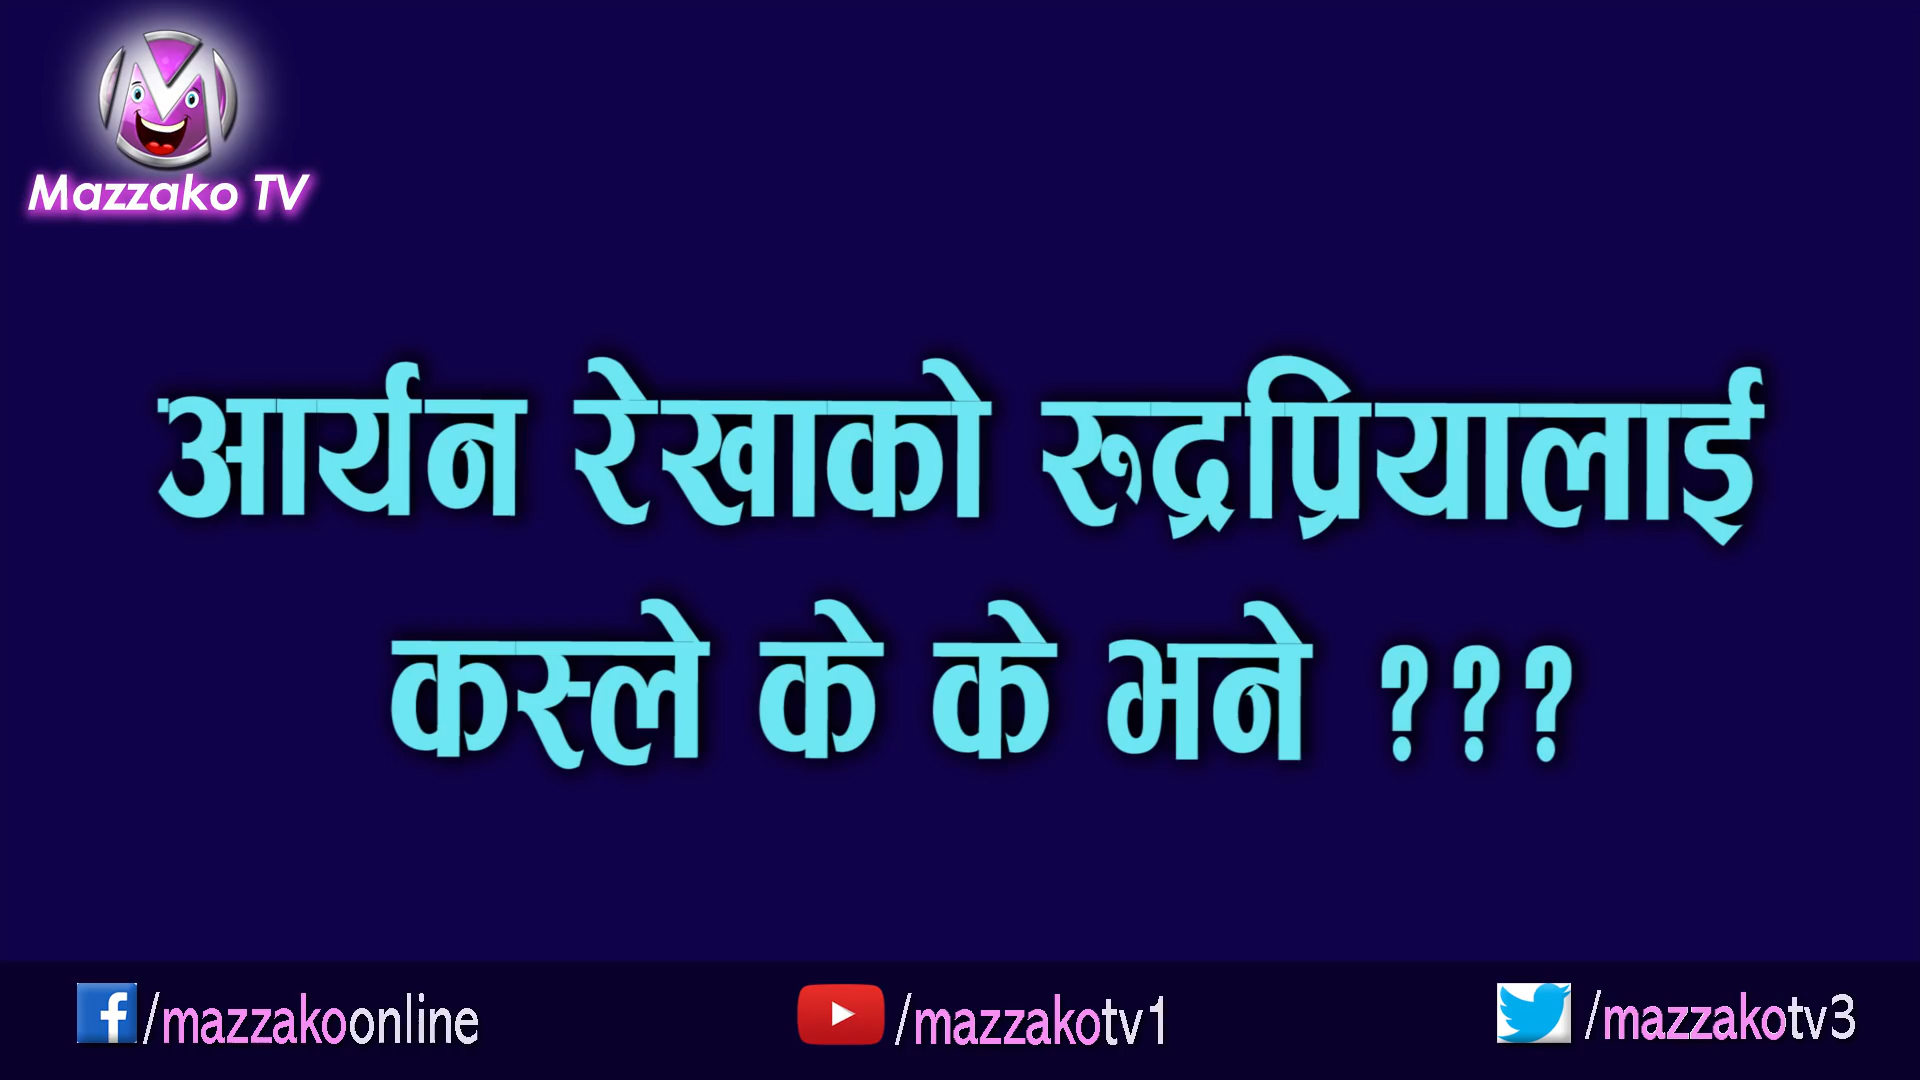 Mazzako TV
आर्यन रेखाको रुद्रप्रियालाई
कस्ले के के भने ???
/mazzakoonline
/mazzakotv1
/mazzakotv3